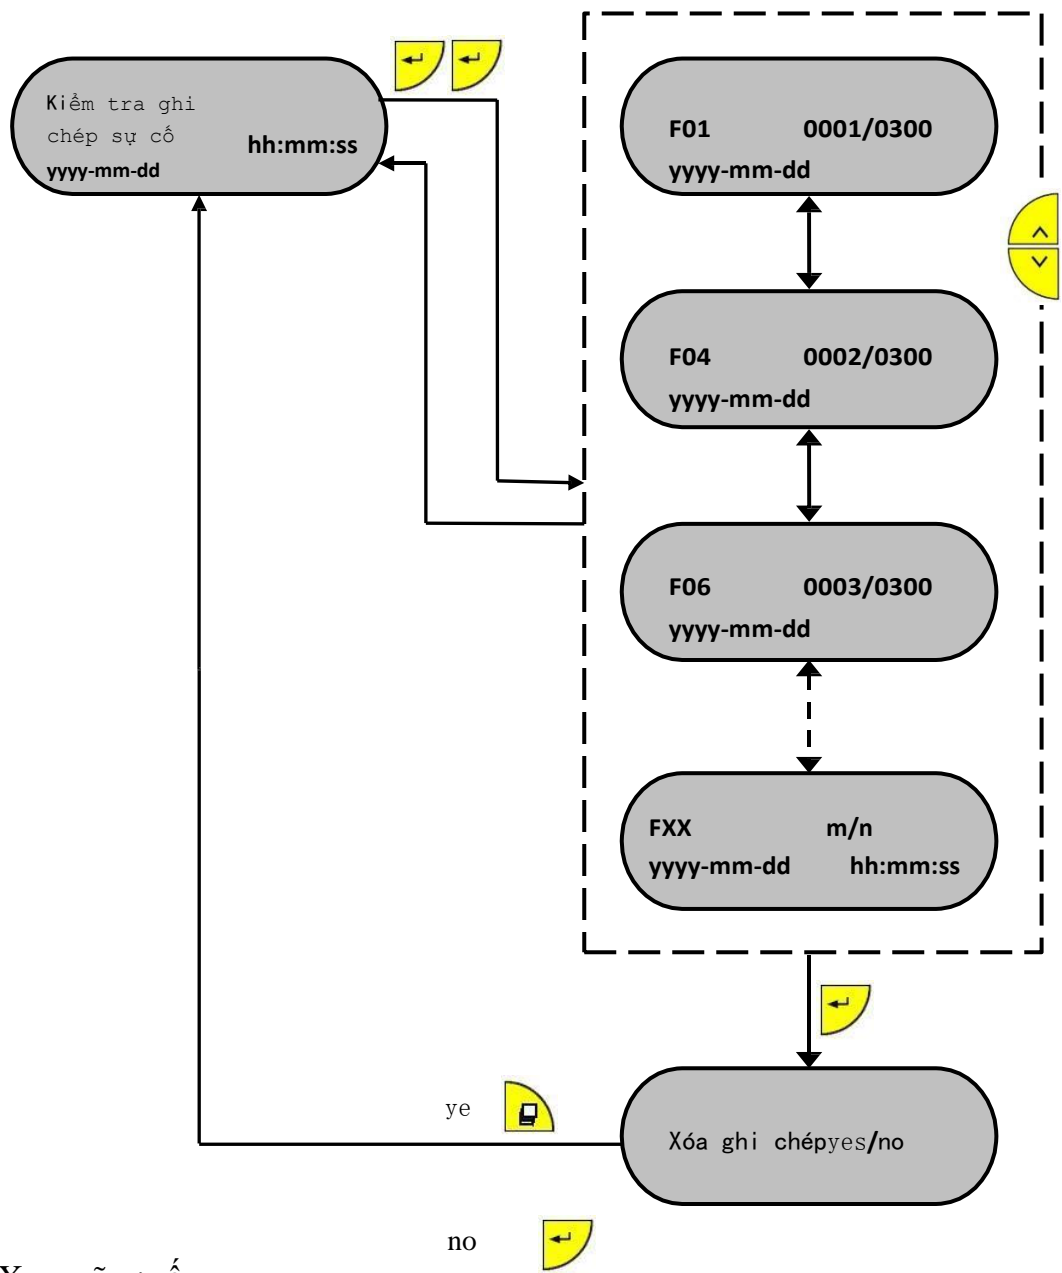 Kiểm tra ghi
chép sự cố
hh:mm:ss
yyyy-mm-dd
F01 0001/0300
yyyy-mm-dd
F04 0002/0300
yyyy-mm-dd
F06 0003/0300
yyyy-mm-dd
FXX m/n
yyyy-mm-dd hh:mm:ss
ye
Xóa ghi chépyes/no
no